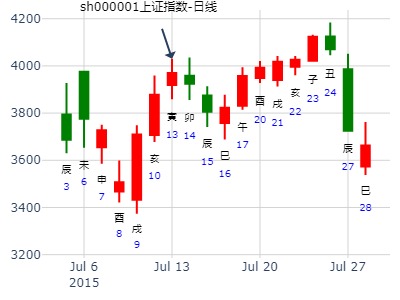 sh000001上证指数-日线
4200
4000
3800
3600
3400
3200
辰
3
未
6
申
7
酉
8
戌
9
亥
10
寅
13
卯
14
辰
15
巳
16
午
17
酉
20
戌
21
亥
22
子
23
丑
24
辰
27
巳
28
Jul 6
2015
Jul 13
Jul 20
Jul 27